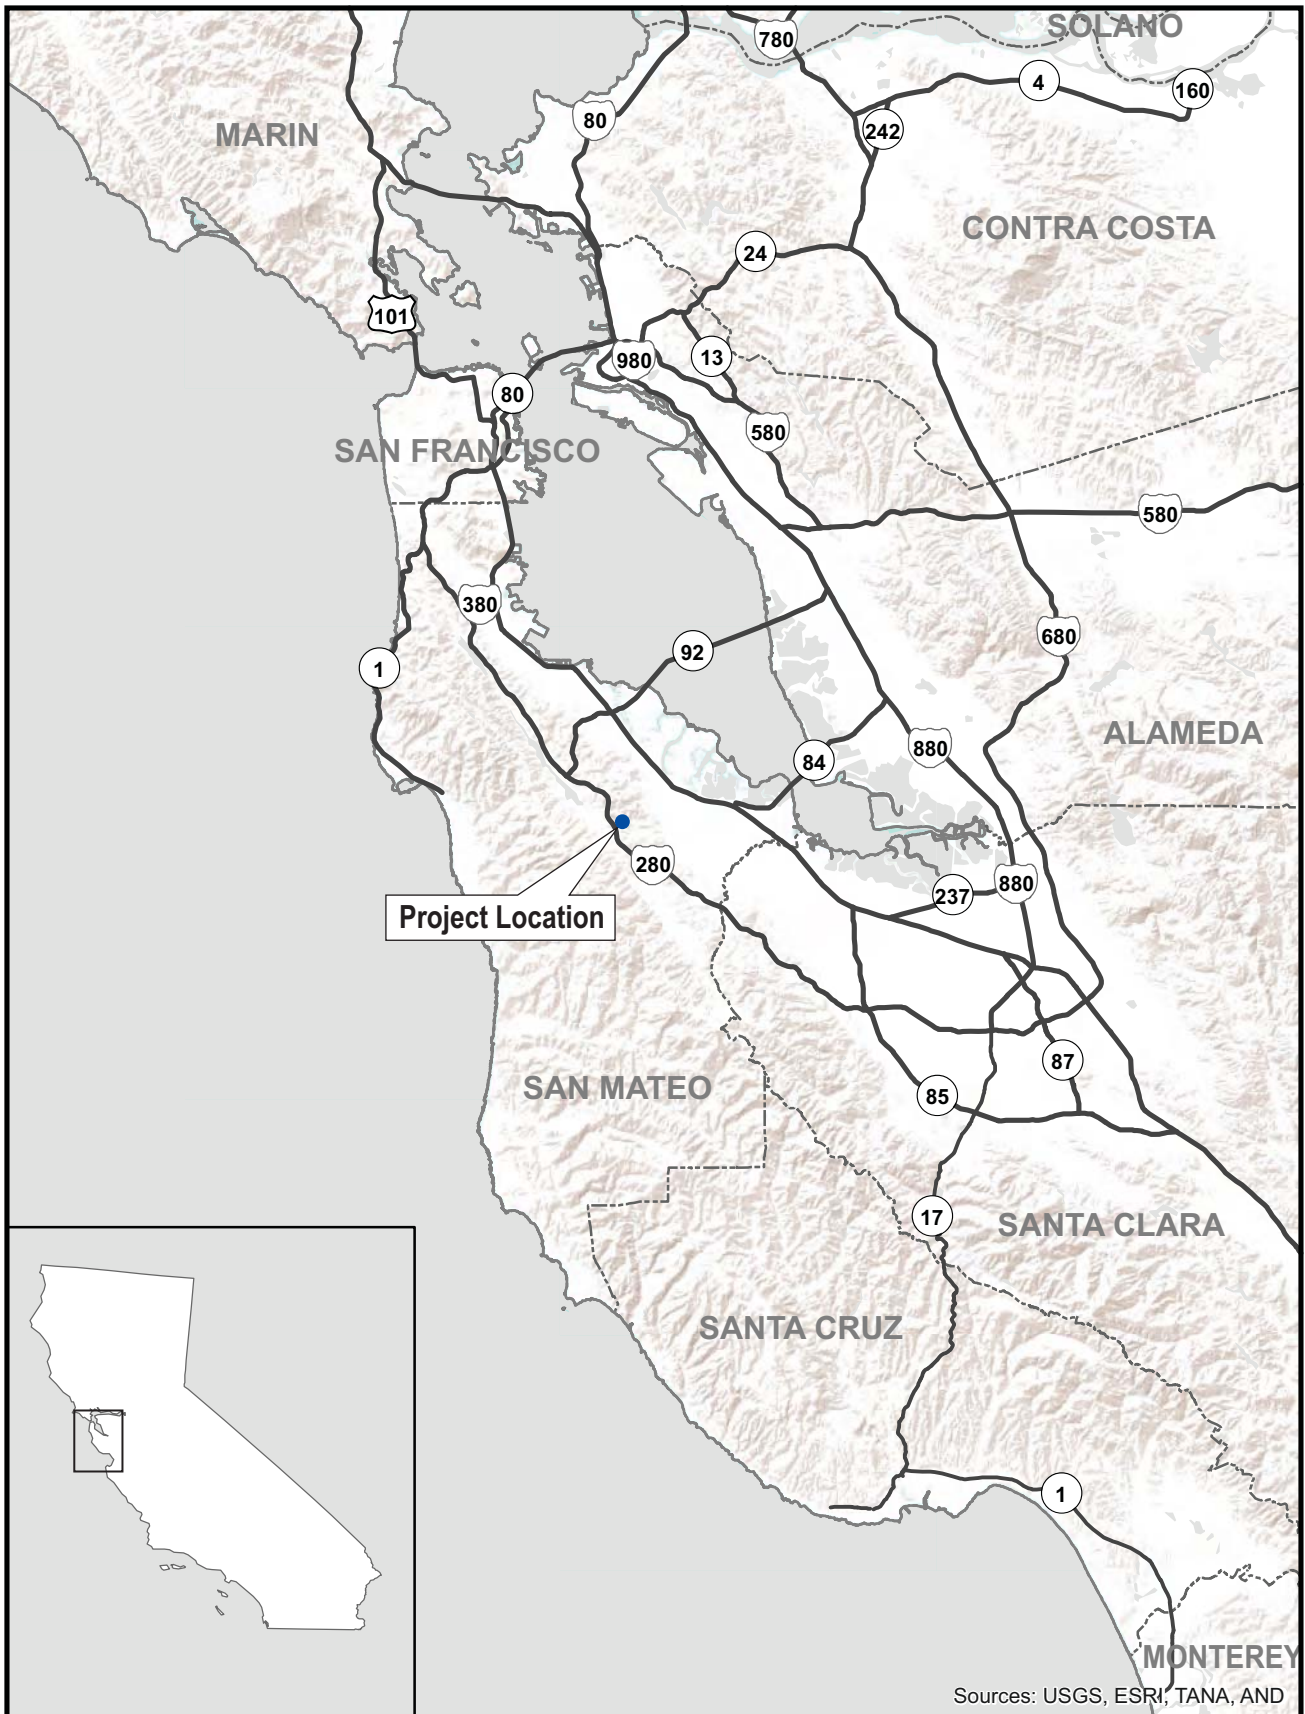 SOLANO
780
4
160
80
242
MARIN
CONTRA COSTA
24
101
980
13
80
580
SAN FRANCISCO
580
380
680
92
1
ALAMEDA
880
84
280
880
237
Project Location
87
SAN MATEO
85
17
SANTA CLARA
SANTA CRUZ
1
MONTEREY
Sources: USGS, ESRI, TANA, AND